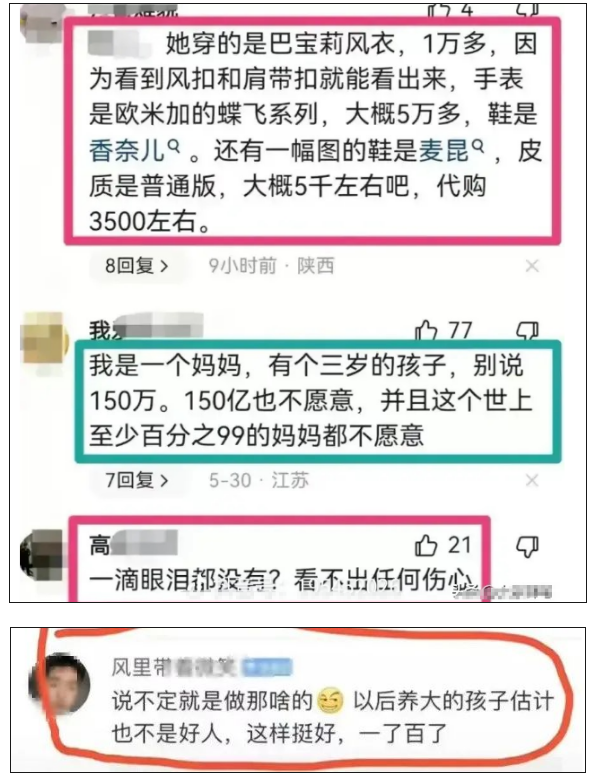 4
她穿的是巴宝莉风衣，1万多，因
为看到风扣和肩带扣就能看出来，手表
是欧米加的蝶飞系列，大概5万多，鞋是
香奈儿。还有一幅图的鞋是麦昆，皮
质是普通版，大概5千左右吧，代购
3500左右。
8回复 9小时前 · 陕西
我 77
我是一个妈妈，有个三岁的孩子，别说
150万。150亿也不愿意，并且这个世上
至少百分之99的妈妈都不愿意
7回复 5-30 · 江苏
高 21
一滴眼泪都没有？看不出任何伤心
风里带着微笑
说不定就是做那啥的😏以后养大的孩子估计
也不是好人，这样挺好，一了百了